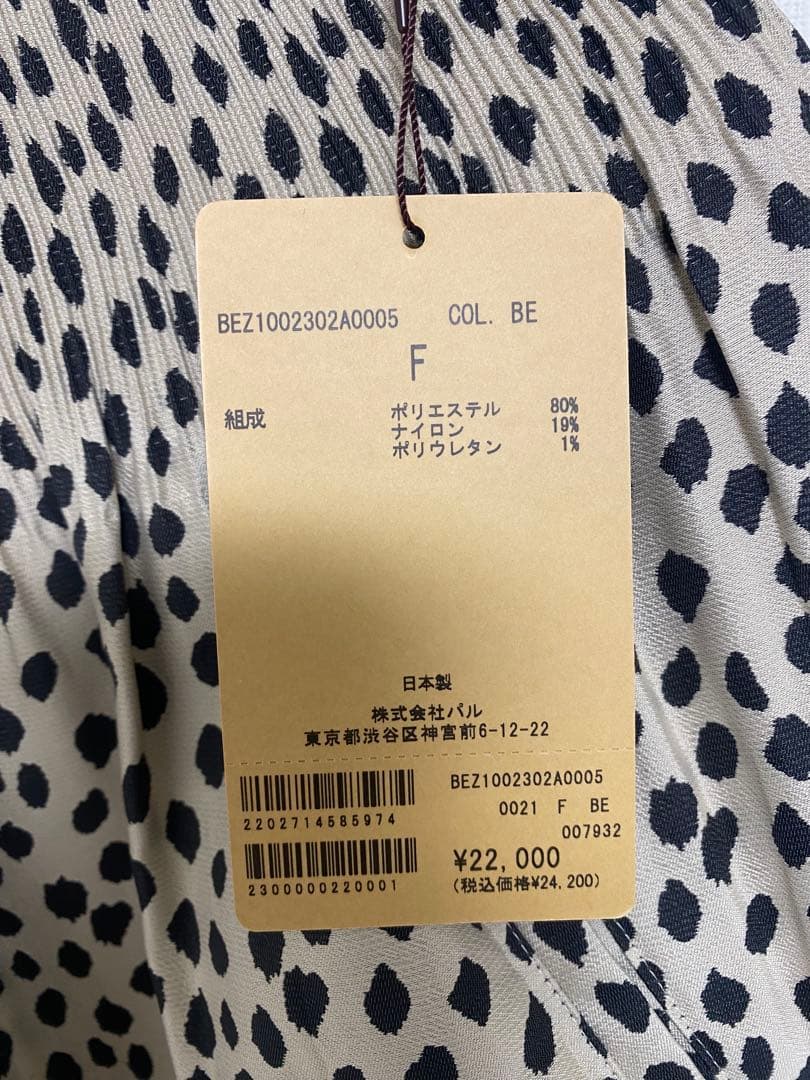 BEZ1002302A0005 COL. BE
F
組成 ポリエステル 80%
ナイロン 19%
ポリウレタン 1%
日本製
株式会社パル
東京都渋谷区神宮前6-12-22
BEZ1002302A0005
0021 F BE
007932
2202714585974
¥22,000
(税込価格¥24,200)
2300000220001